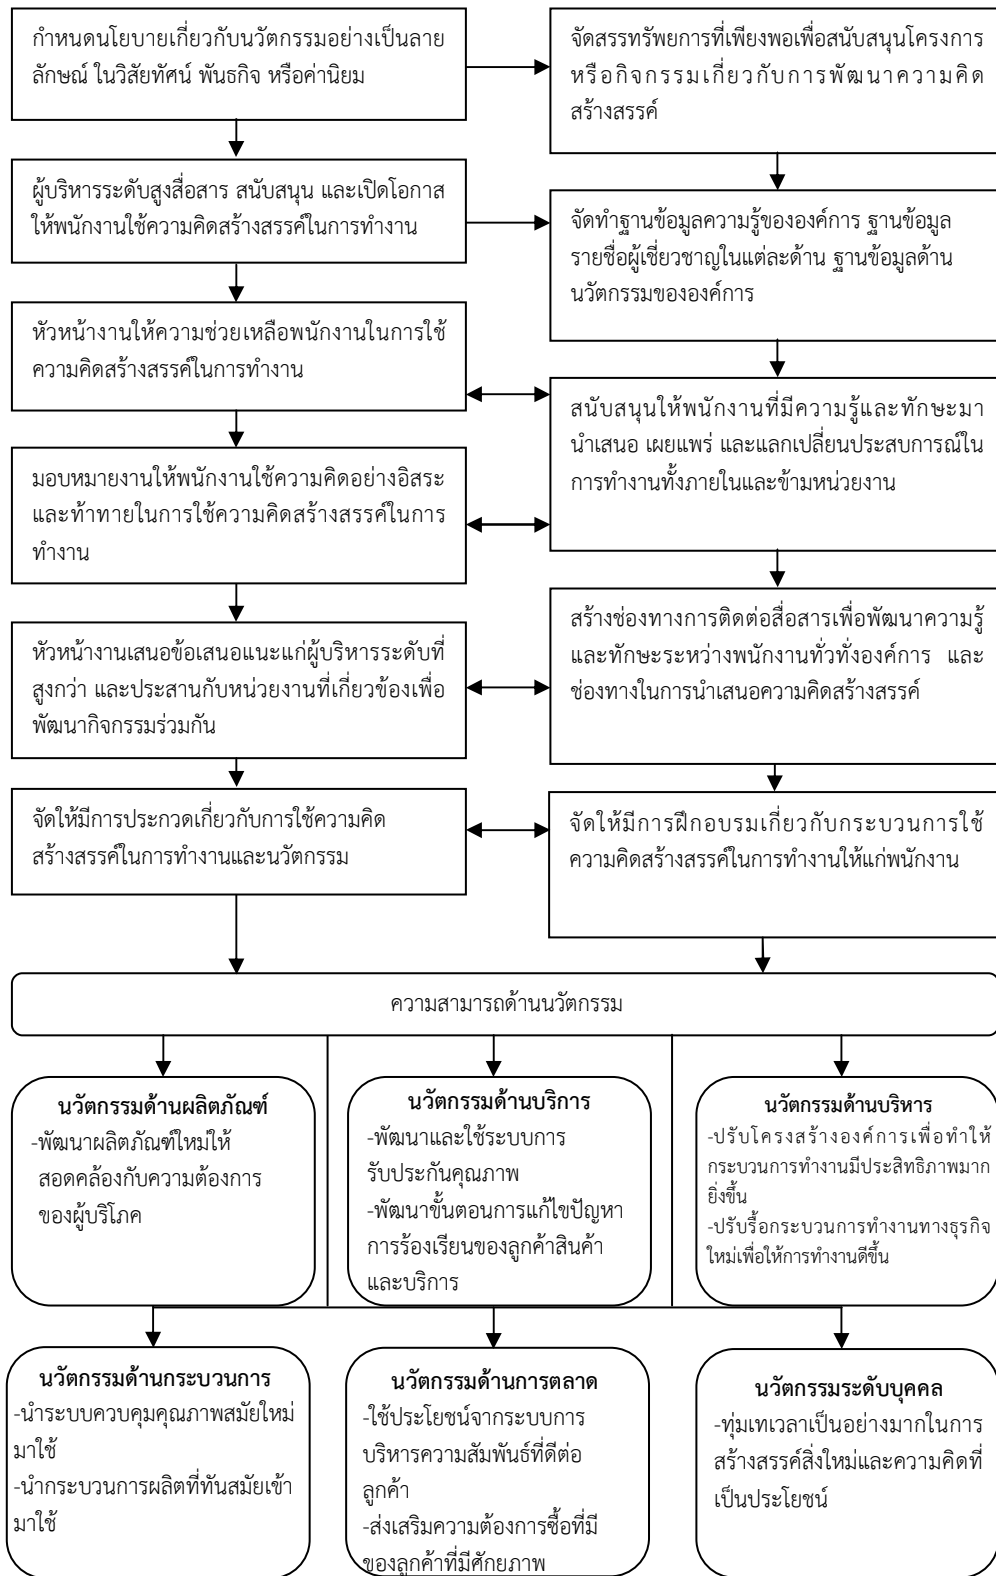 กำหนดนโยบายเกี่ยวกับนวัตกรรมอย่างเป็นลาย
ลักษณ์ ในวิสัยทัศน์ พันธกิจ หรือค่านิยม
จัดสรรทรัพยการที่เพียงพอเพื่อสนับสนุนโครงการ
หรือกิจกรรมเกี่ยวกับการพัฒนาความคิด
สร้างสรรค์
ผู้บริหารระดับสูงสื่อสาร สนับสนุน และเปิดโอกาส
ให้พนักงานใช้ความคิดสร้างสรรค์ในการทำงาน
จัดทำฐานข้อมูลความรู้ขององค์การ ฐานข้อมูล
รายชื่อผู้เชี่ยวชาญในแต่ละด้าน ฐานข้อมูลด้าน
นวัตกรรมขององค์การ
หัวหน้างานให้ความช่วยเหลือพนักงานในการใช้
ความคิดสร้างสรรค์ในการทำงาน
สนับสนุนให้พนักงานที่มีความรู้และทักษะมา
นำเสนอ เผยแพร่ และแลกเปลี่ยนประสบการณ์ใน
การทำงานทั้งภายในและข้ามหน่วยงาน
มอบหมายงานให้พนักงานใช้ความคิดอย่างอิสระ
และท้าทายในการใช้ความคิดสร้างสรรค์ในการ
ทำงาน
สร้างช่องทางการติดต่อสื่อสารเพื่อพัฒนาความรู้
และทักษะระหว่างพนักงานทั่วทั่งองค์การ และ
ช่องทางในการนำเสนอความคิดสร้างสรรค์
หัวหน้างานเสนอข้อเสนอแนะแก่ผู้บริหารระดับที่
สูงกว่า และประสานกับหน่วยงานที่เกี่ยวข้องเพื่อ
พัฒนากิจกรรมร่วมกัน
จัดให้มีการประกวดเกี่ยวกับการใช้ความคิด
สร้างสรรค์ในการทำงานและนวัตกรรม
จัดให้มีการฝึกอบรมเกี่ยวกับกระบวนการใช้
ความคิดสร้างสรรค์ในการทำงานให้แก่พนักงาน
ความสามารถด้านนวัตกรรม
นวัตกรรมด้านผลิตภัณฑ์
-พัฒนาผลิตภัณฑ์ใหม่ให้
สอดคล้องกับความต้องการ
ของผู้บริโภค
นวัตกรรมด้านบริการ
-พัฒนาและใช้ระบบการ
รับประกันคุณภาพ
-พัฒนาขั้นตอนการแก้ไขปัญหา
การร้องเรียนของลูกค้าสินค้า
และบริการ
นวัตกรรมด้านบริหาร
-ปรับโครงสร้างองค์การเพื่อทำให้
กระบวนการทำงานมีประสิทธิภาพมาก
ยิ่งขึ้น
-ปรับรื้อกระบวนการทำงานทางธุรกิจ
ใหม่เพื่อให้การทำงานดีขึ้น
นวัตกรรมด้านกระบวนการ
-นำระบบควบคุมคุณภาพสมัยใหม่
มาใช้
-นำกระบวนการผลิตที่ทันสมัยเข้า
มาใช้
นวัตกรรมด้านการตลาด
-ใช้ประโยชน์จากระบบการ
บริหารความสัมพันธ์ที่ดีต่อ
ลูกค้า
-ส่งเสริมความต้องการซื้อที่มี
ของลูกค้าที่มีศักยภาพ
นวัตกรรมระดับบุคคล
-ทุ่มเทเวลาเป็นอย่างมากในการ
สร้างสรรค์สิ่งใหม่และความคิดที่
เป็นประโยชน์